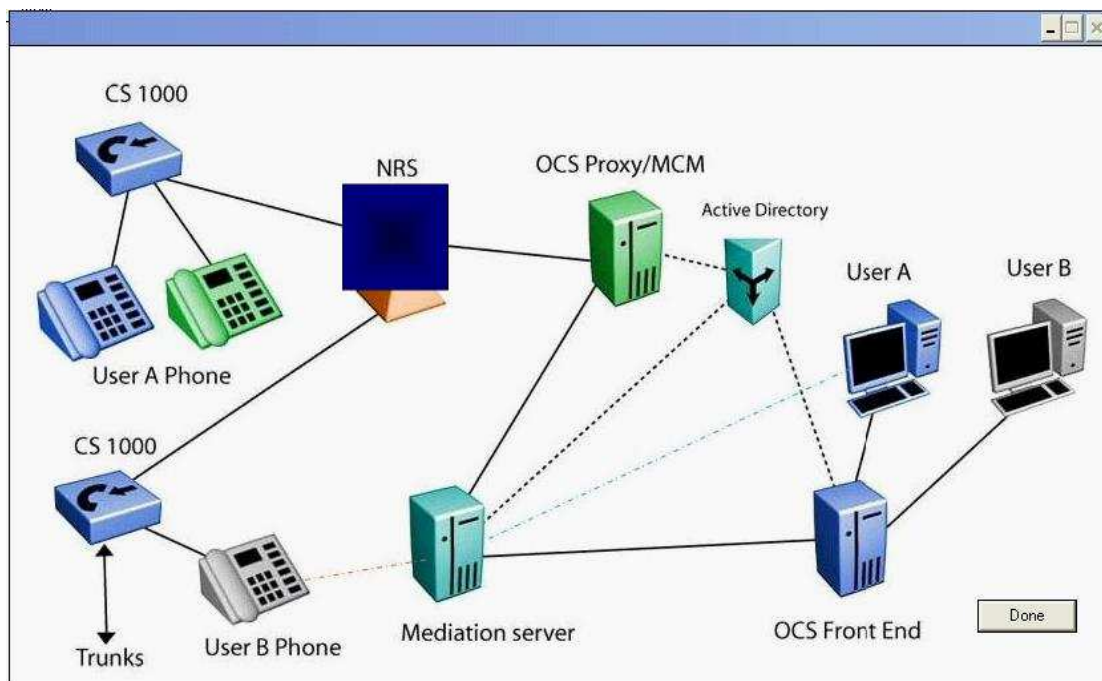 CS 1000
NRS
OCS Proxy/MCM
Active Directory
User A
User B
User A Phone
CS 1000
User B Phone
Mediation server
OCS Front End
Done
Trunks